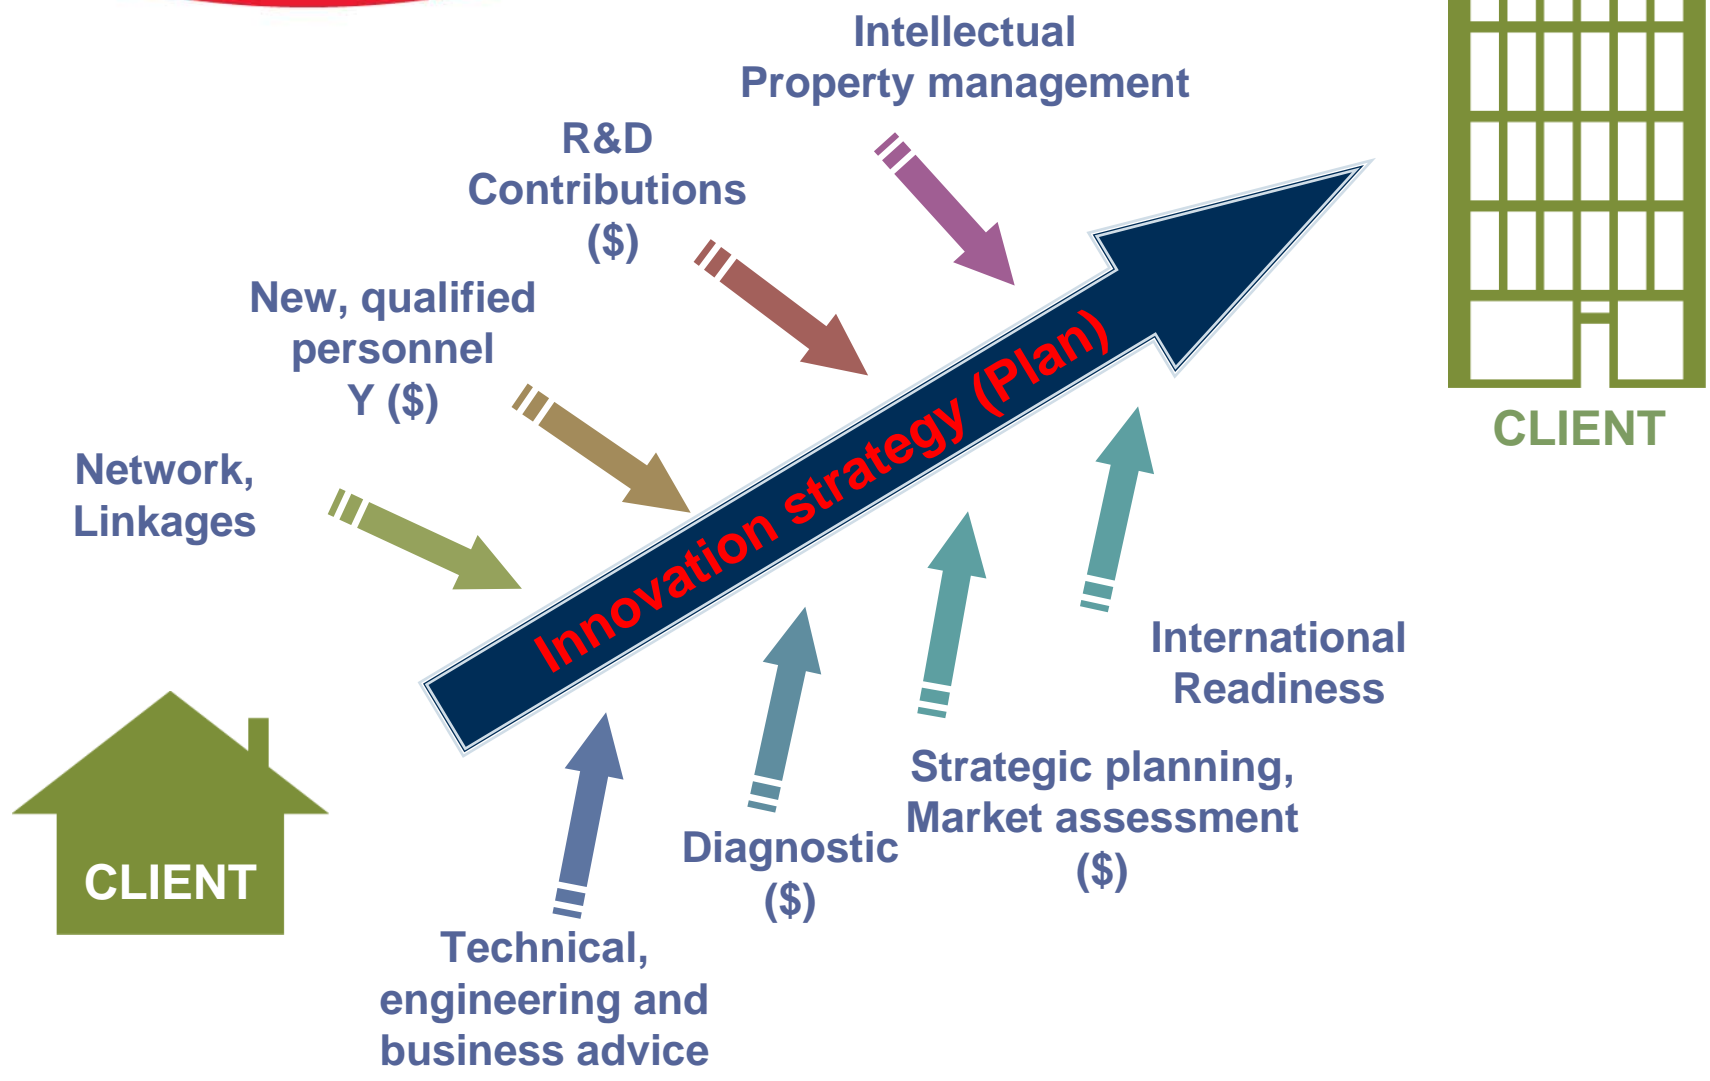 Intellectual
Property management
R&D
Contributions
($)
New, qualified
personnel
Y ($)
Network,
Linkages
Innovation strategy (Plan)
CLIENT
International
Readiness
Strategic planning,
Market assessment
($)
Diagnostic
($)
CLIENT
Technical,
engineering and
business advice